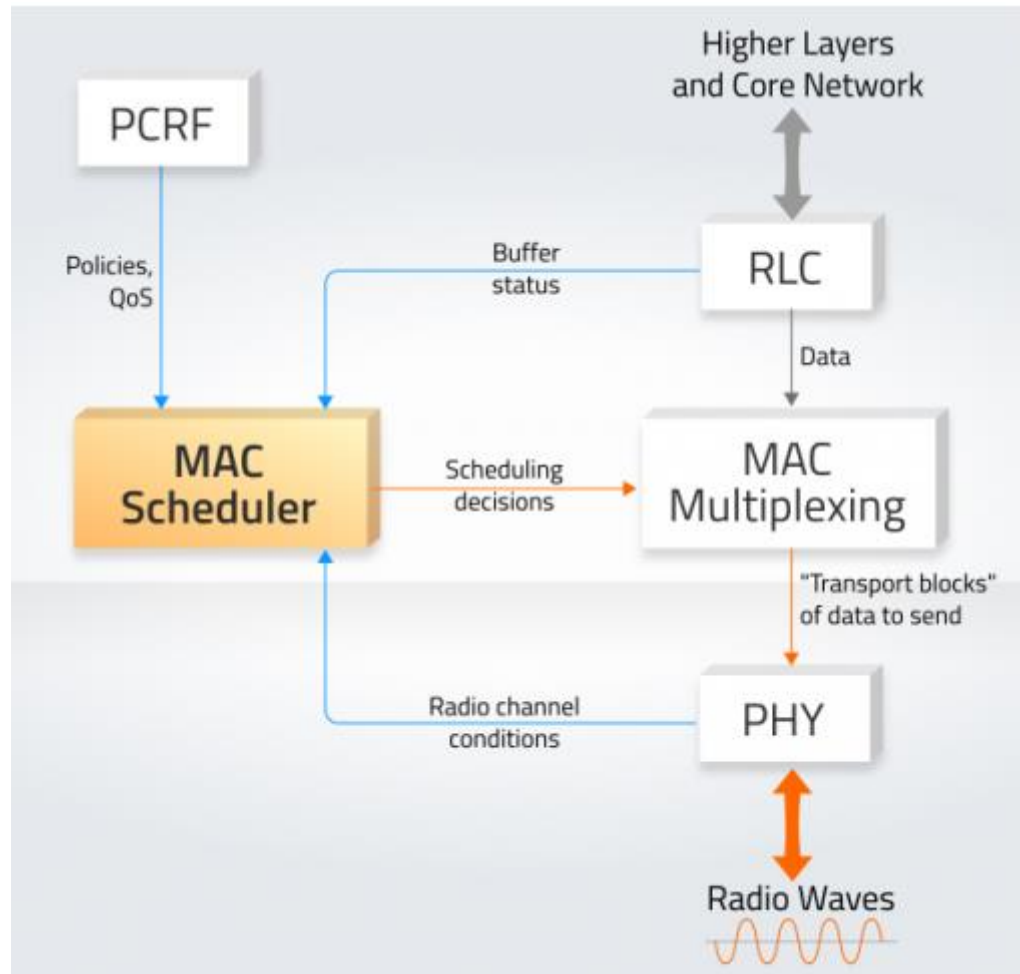 Higher Layers
and Core Network
PCRF
Policies,
QoS
Buffer
status
RLC
Data
MAC
Scheduler
Scheduling
decisions
MAC
Multiplexing
"Transport blocks"
of data to send
Radio channel
conditions
PHY
Radio Waves